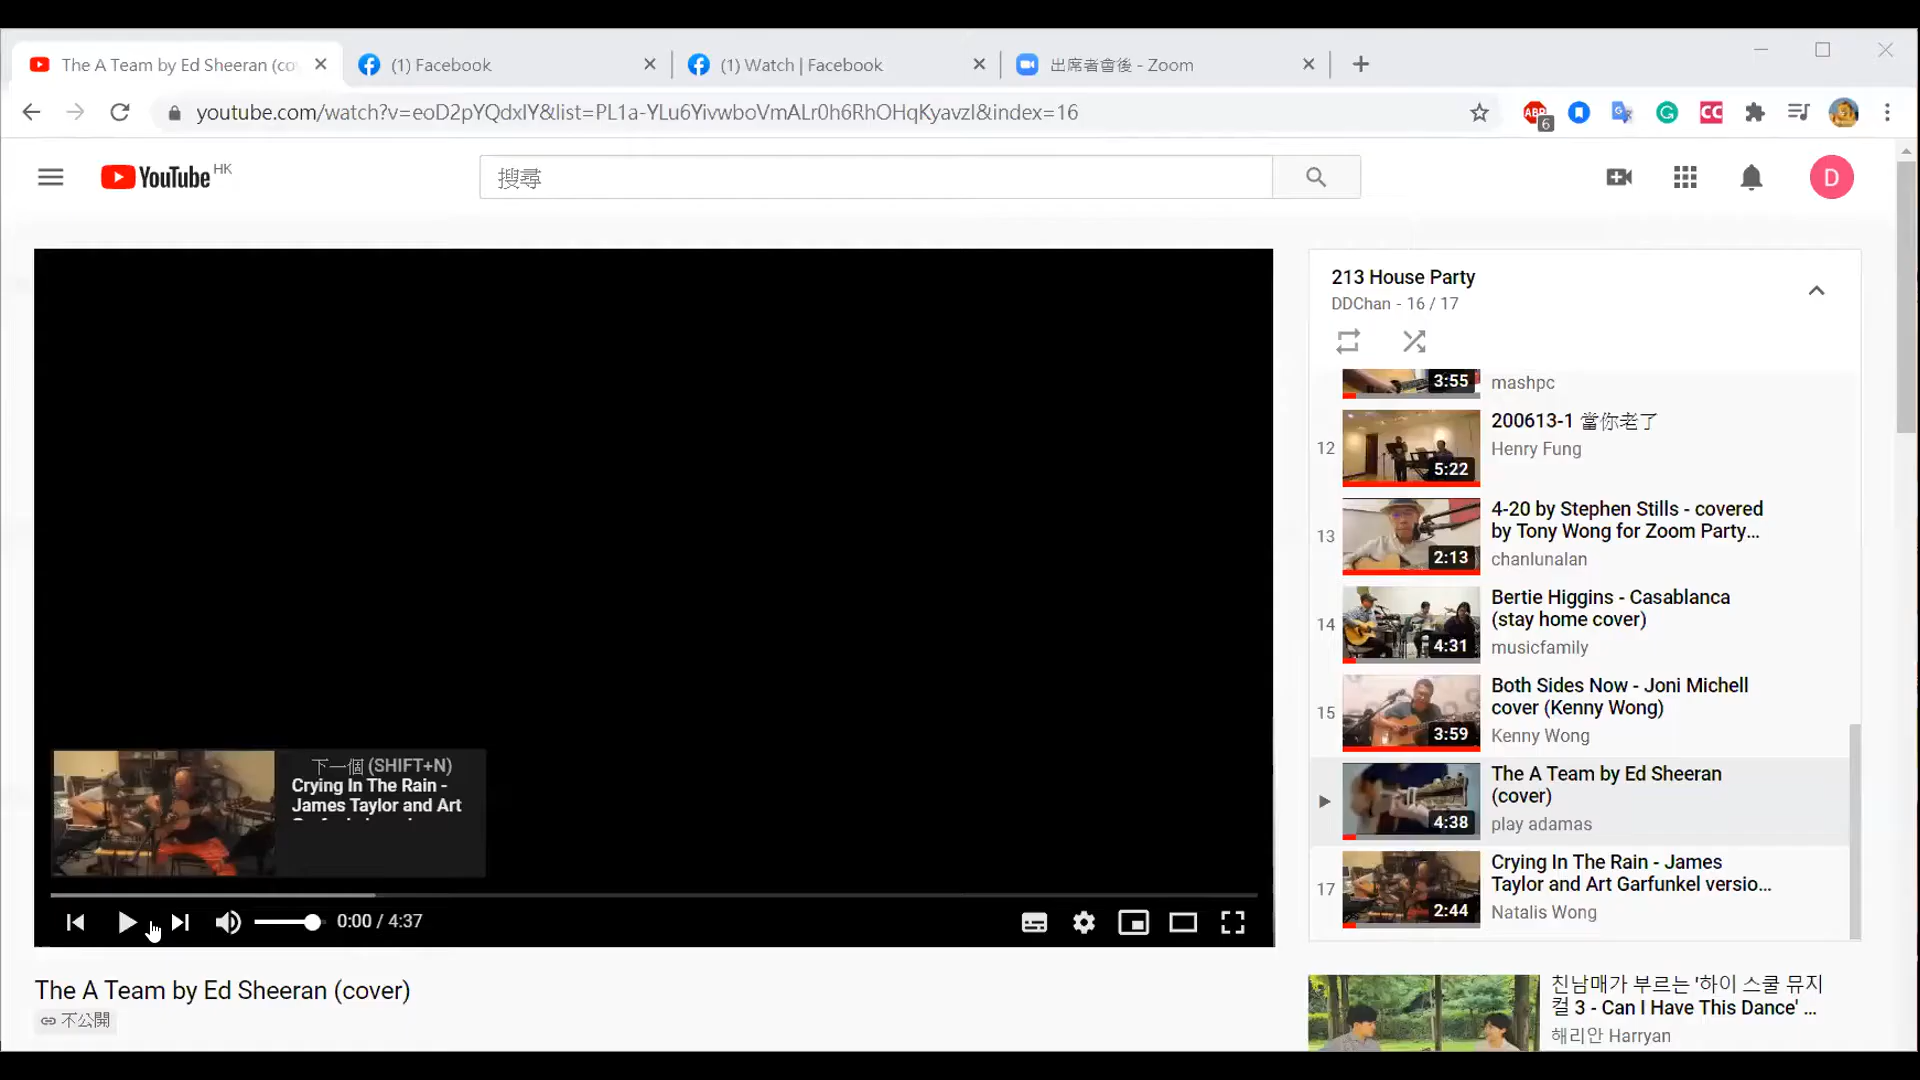 The A Team by Ed Sheeran (co
(1) Facebook
(1) Watch | Facebook
出席者會後 - Zoom
youtube.com/watch?v=eoD2pYQdxlY&list=PL1a-YLu6YivwboVmALr0h6RhOHqKyavzl&index=16
ABP
6
CC
YouTube HK
搜尋
D
213 House Party
DDChan - 16 / 17
3:55
mashpc
12
5:22
200613-1 當你老了
Henry Fung
13
2:13
4-20 by Stephen Stills - covered
by Tony Wong for Zoom Party...
chanlunalan
14
4:31
Bertie Higgins - Casablanca
(stay home cover)
musicfamily
15
3:59
Both Sides Now - Joni Michell
cover (Kenny Wong)
Kenny Wong
4:38
The A Team by Ed Sheeran
(cover)
play adamas
17
2:44
Crying In The Rain - James
Taylor and Art Garfunkel versio...
Natalis Wong
下一個 (SHIFT+N)
Crying In The Rain -
James Taylor and Art
0:00 / 4:37
The A Team by Ed Sheeran (cover)
不公開
친남매가 부르는 '하이 스쿨 뮤지
컬 3 - Can I Have This Dance' ...
해리안 Harryan